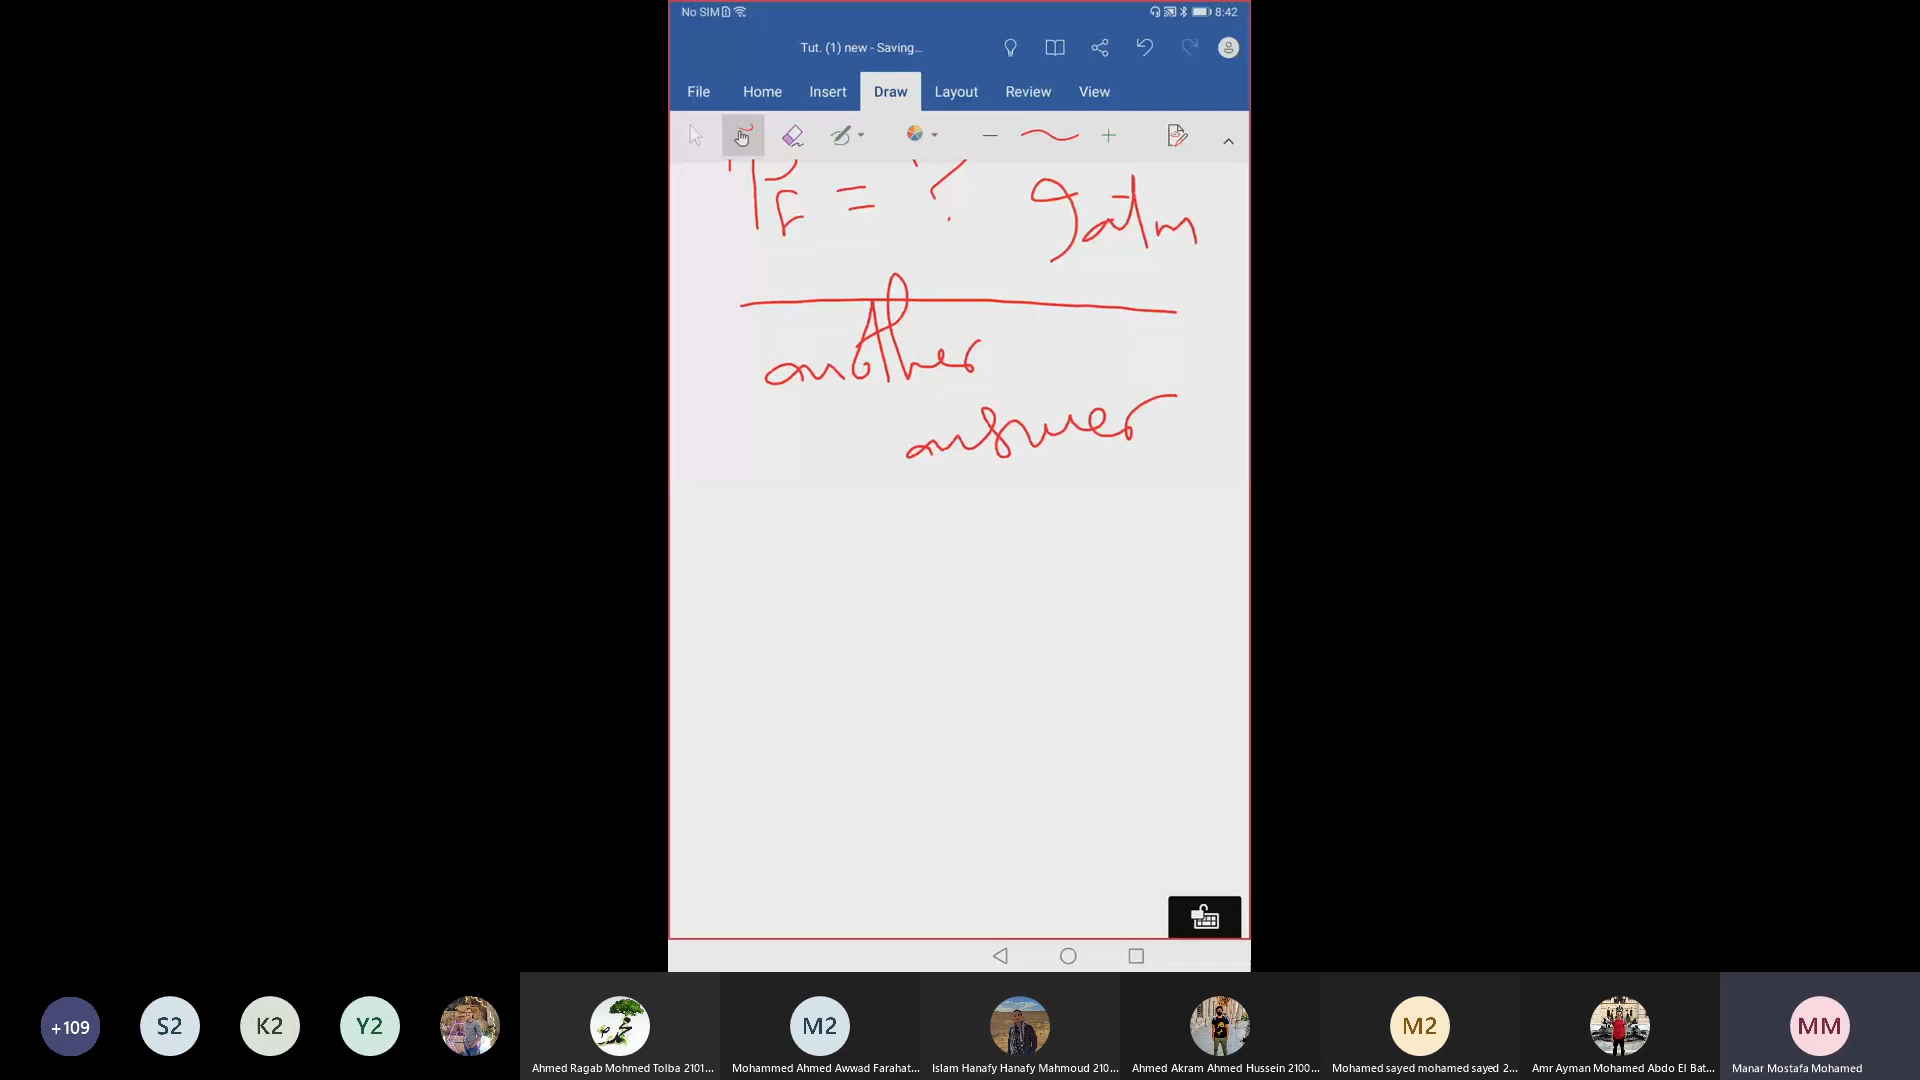 No SIM 8:42
Tut. (1) new - Saving...
File Home Insert Draw Layout Review View
= ? 9atm
another
answer
+109 S2 K2 Y2 M2 M2 MM
Ahmed Ragab Mohmed Tolba 2101... Mohammed Ahmed Awwad Farahat... Islam Hanafy Hanafy Mahmoud 210... Ahmed Akram Ahmed Hussein 2100... Mohamed sayed mohamed sayed 2... Amr Ayman Mohamed Abdo El Bat... Manar Mostafa Mohamed